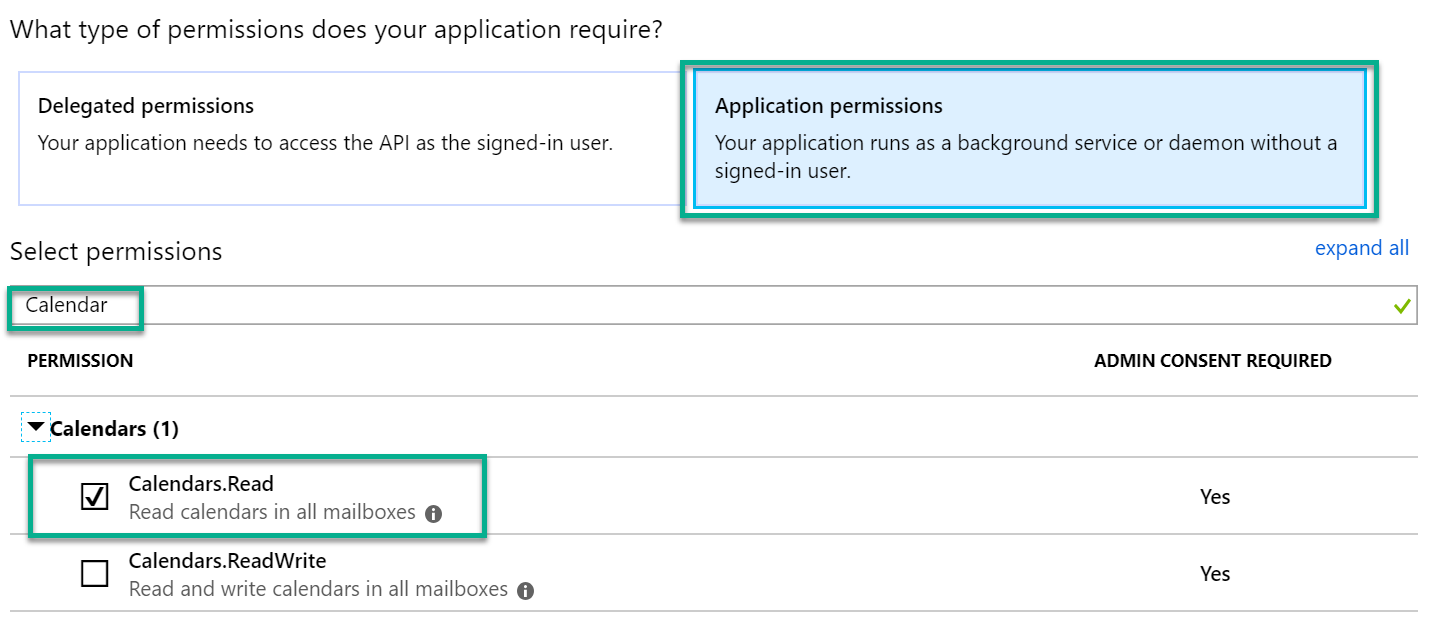 What type of permissions does your application require?
Delegated permissions
Your application needs to access the API as the signed-in user.
Application permissions
Your application runs as a background service or daemon without a
signed-in user.
Select permissions
expand all
Calendar
PERMISSION
ADMIN CONSENT REQUIRED
Calendars (1)
Calendars.Read
Read calendars in all mailboxes
Yes
Calendars.ReadWrite
Read and write calendars in all mailboxes
Yes